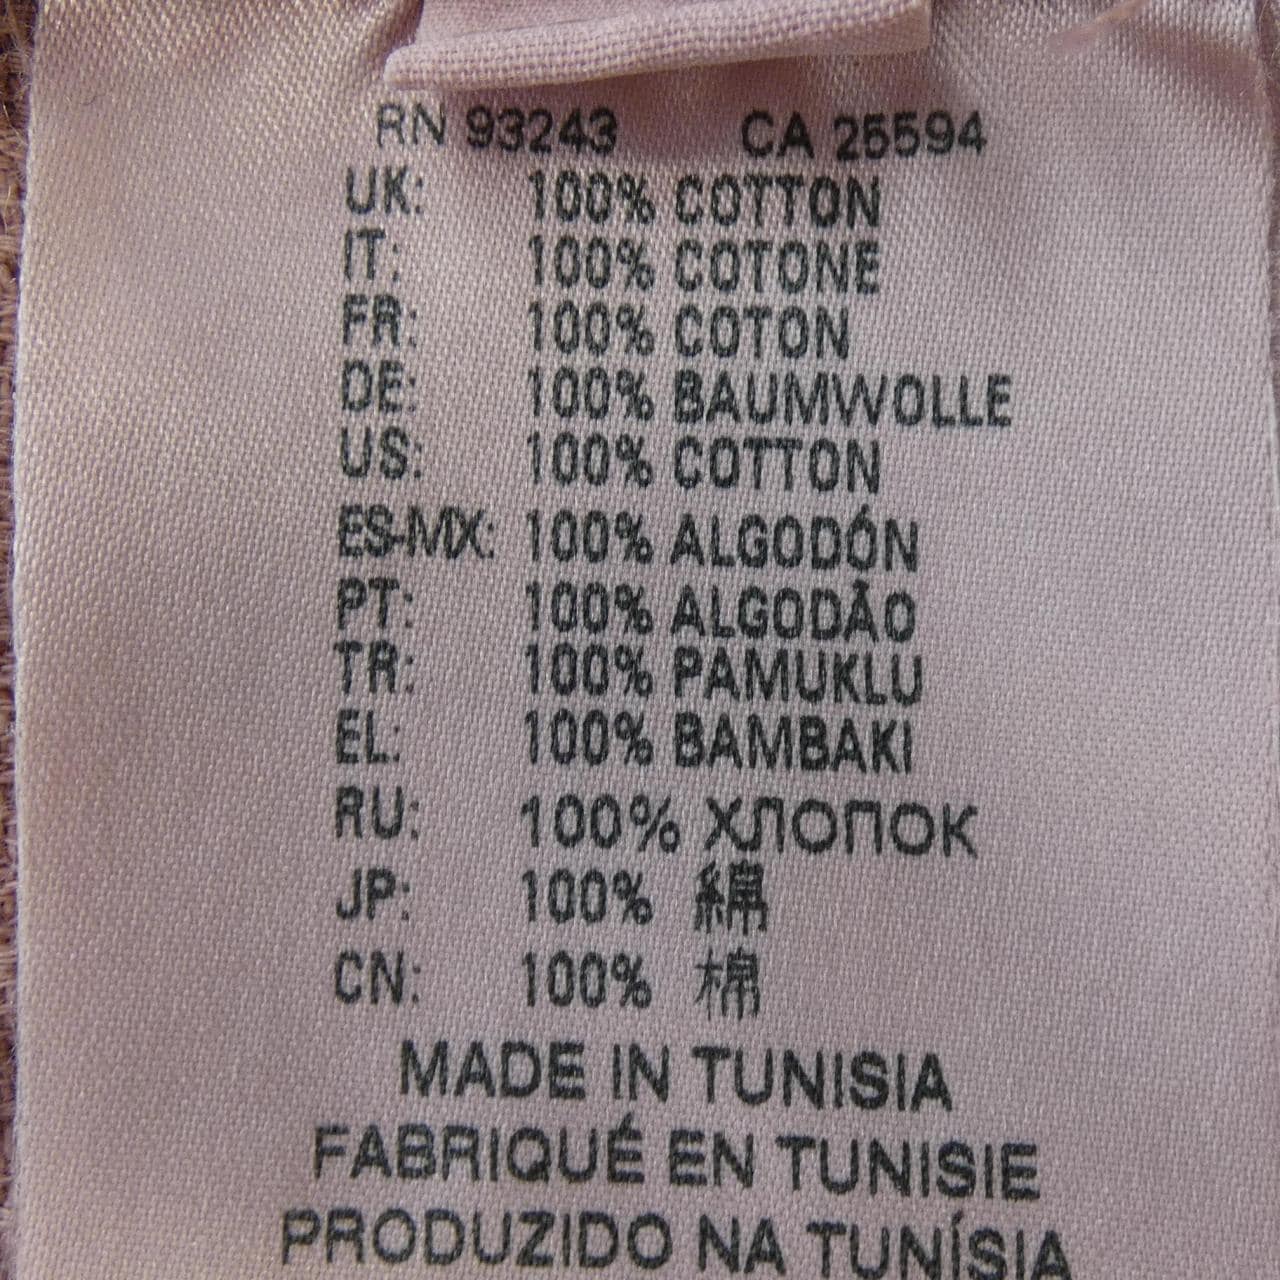 RN 93243 CA 25594
UK: 100% COTTON
IT: 100% COTONE
FR: 100% COTON
DE: 100% BAUMWOLLE
US: 100% COTTON
ES-MX: 100% ALGODÓN
PT: 100% ALGODÃO
TR: 100% PAMUKLU
EL: 100% BAMBAKI
RU: 100% ХЛОПОК
JP: 100% 綿
CN: 100% 棉
MADE IN TUNISIA
FABRIQUÉ EN TUNISIE
PRODUZIDO NA TUNÍSIA